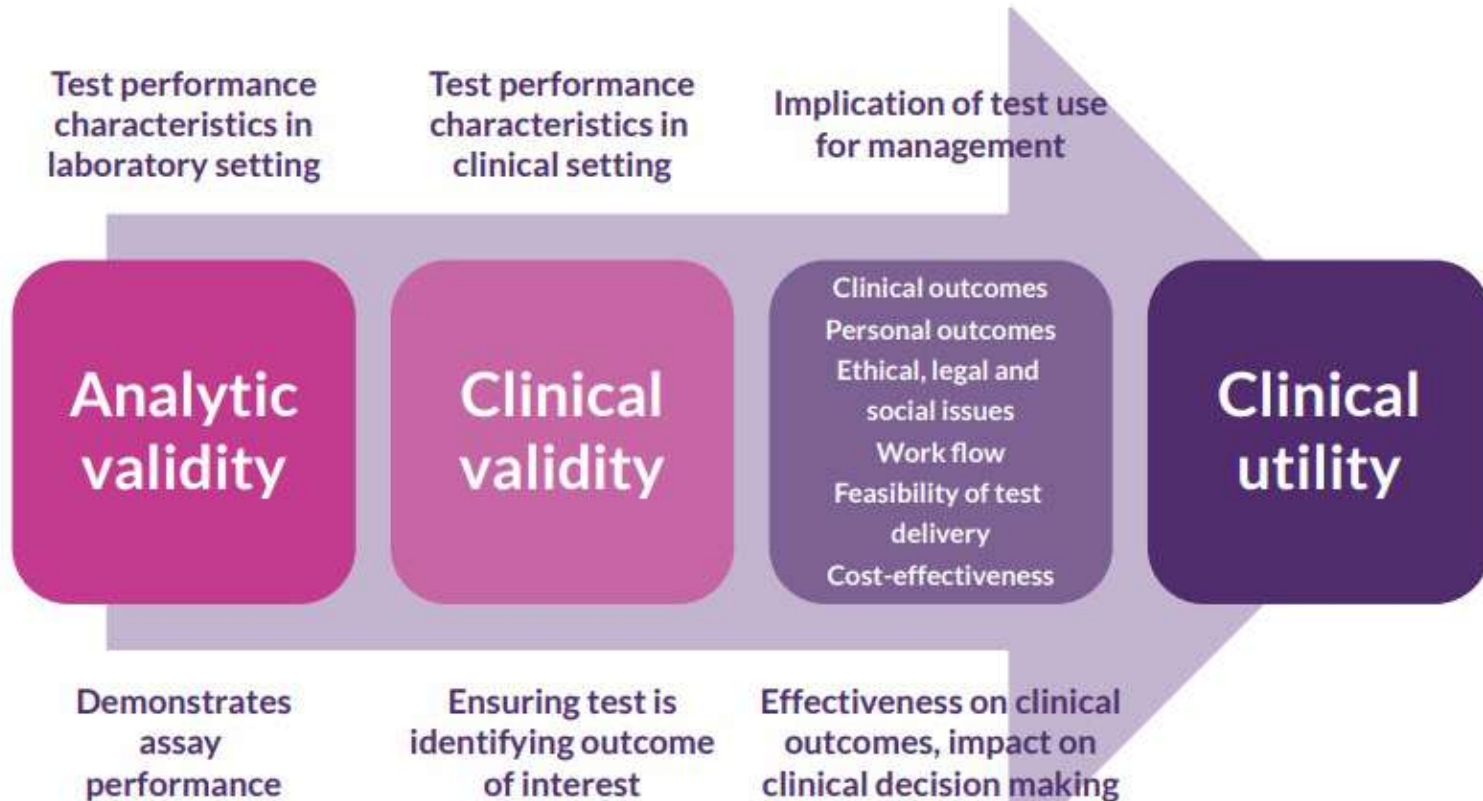 Test performance
characteristics in
laboratory setting
Test performance
characteristics in
clinical setting
Implication of test use
for management
Analytic
validity
Clinical
validity
Clinical outcomes
Personal outcomes
Ethical, legal and
social issues
Work flow
Feasibility of test
delivery
Cost-effectiveness
Clinical
utility
Demonstrates
assay
performance
Ensuring test is
identifying outcome
of interest
Effectiveness on clinical
outcomes, impact on
clinical decision making